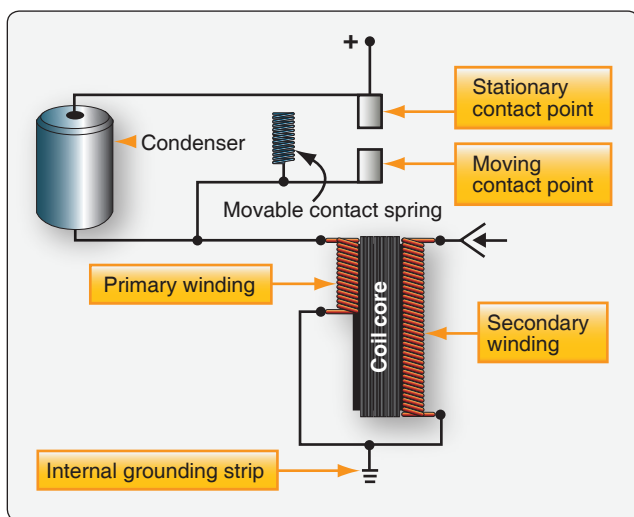 +
Stationary
contact point
Condenser
Moving
contact point
Movable contact spring
Primary winding
Coil core
Secondary
winding
Internal grounding strip